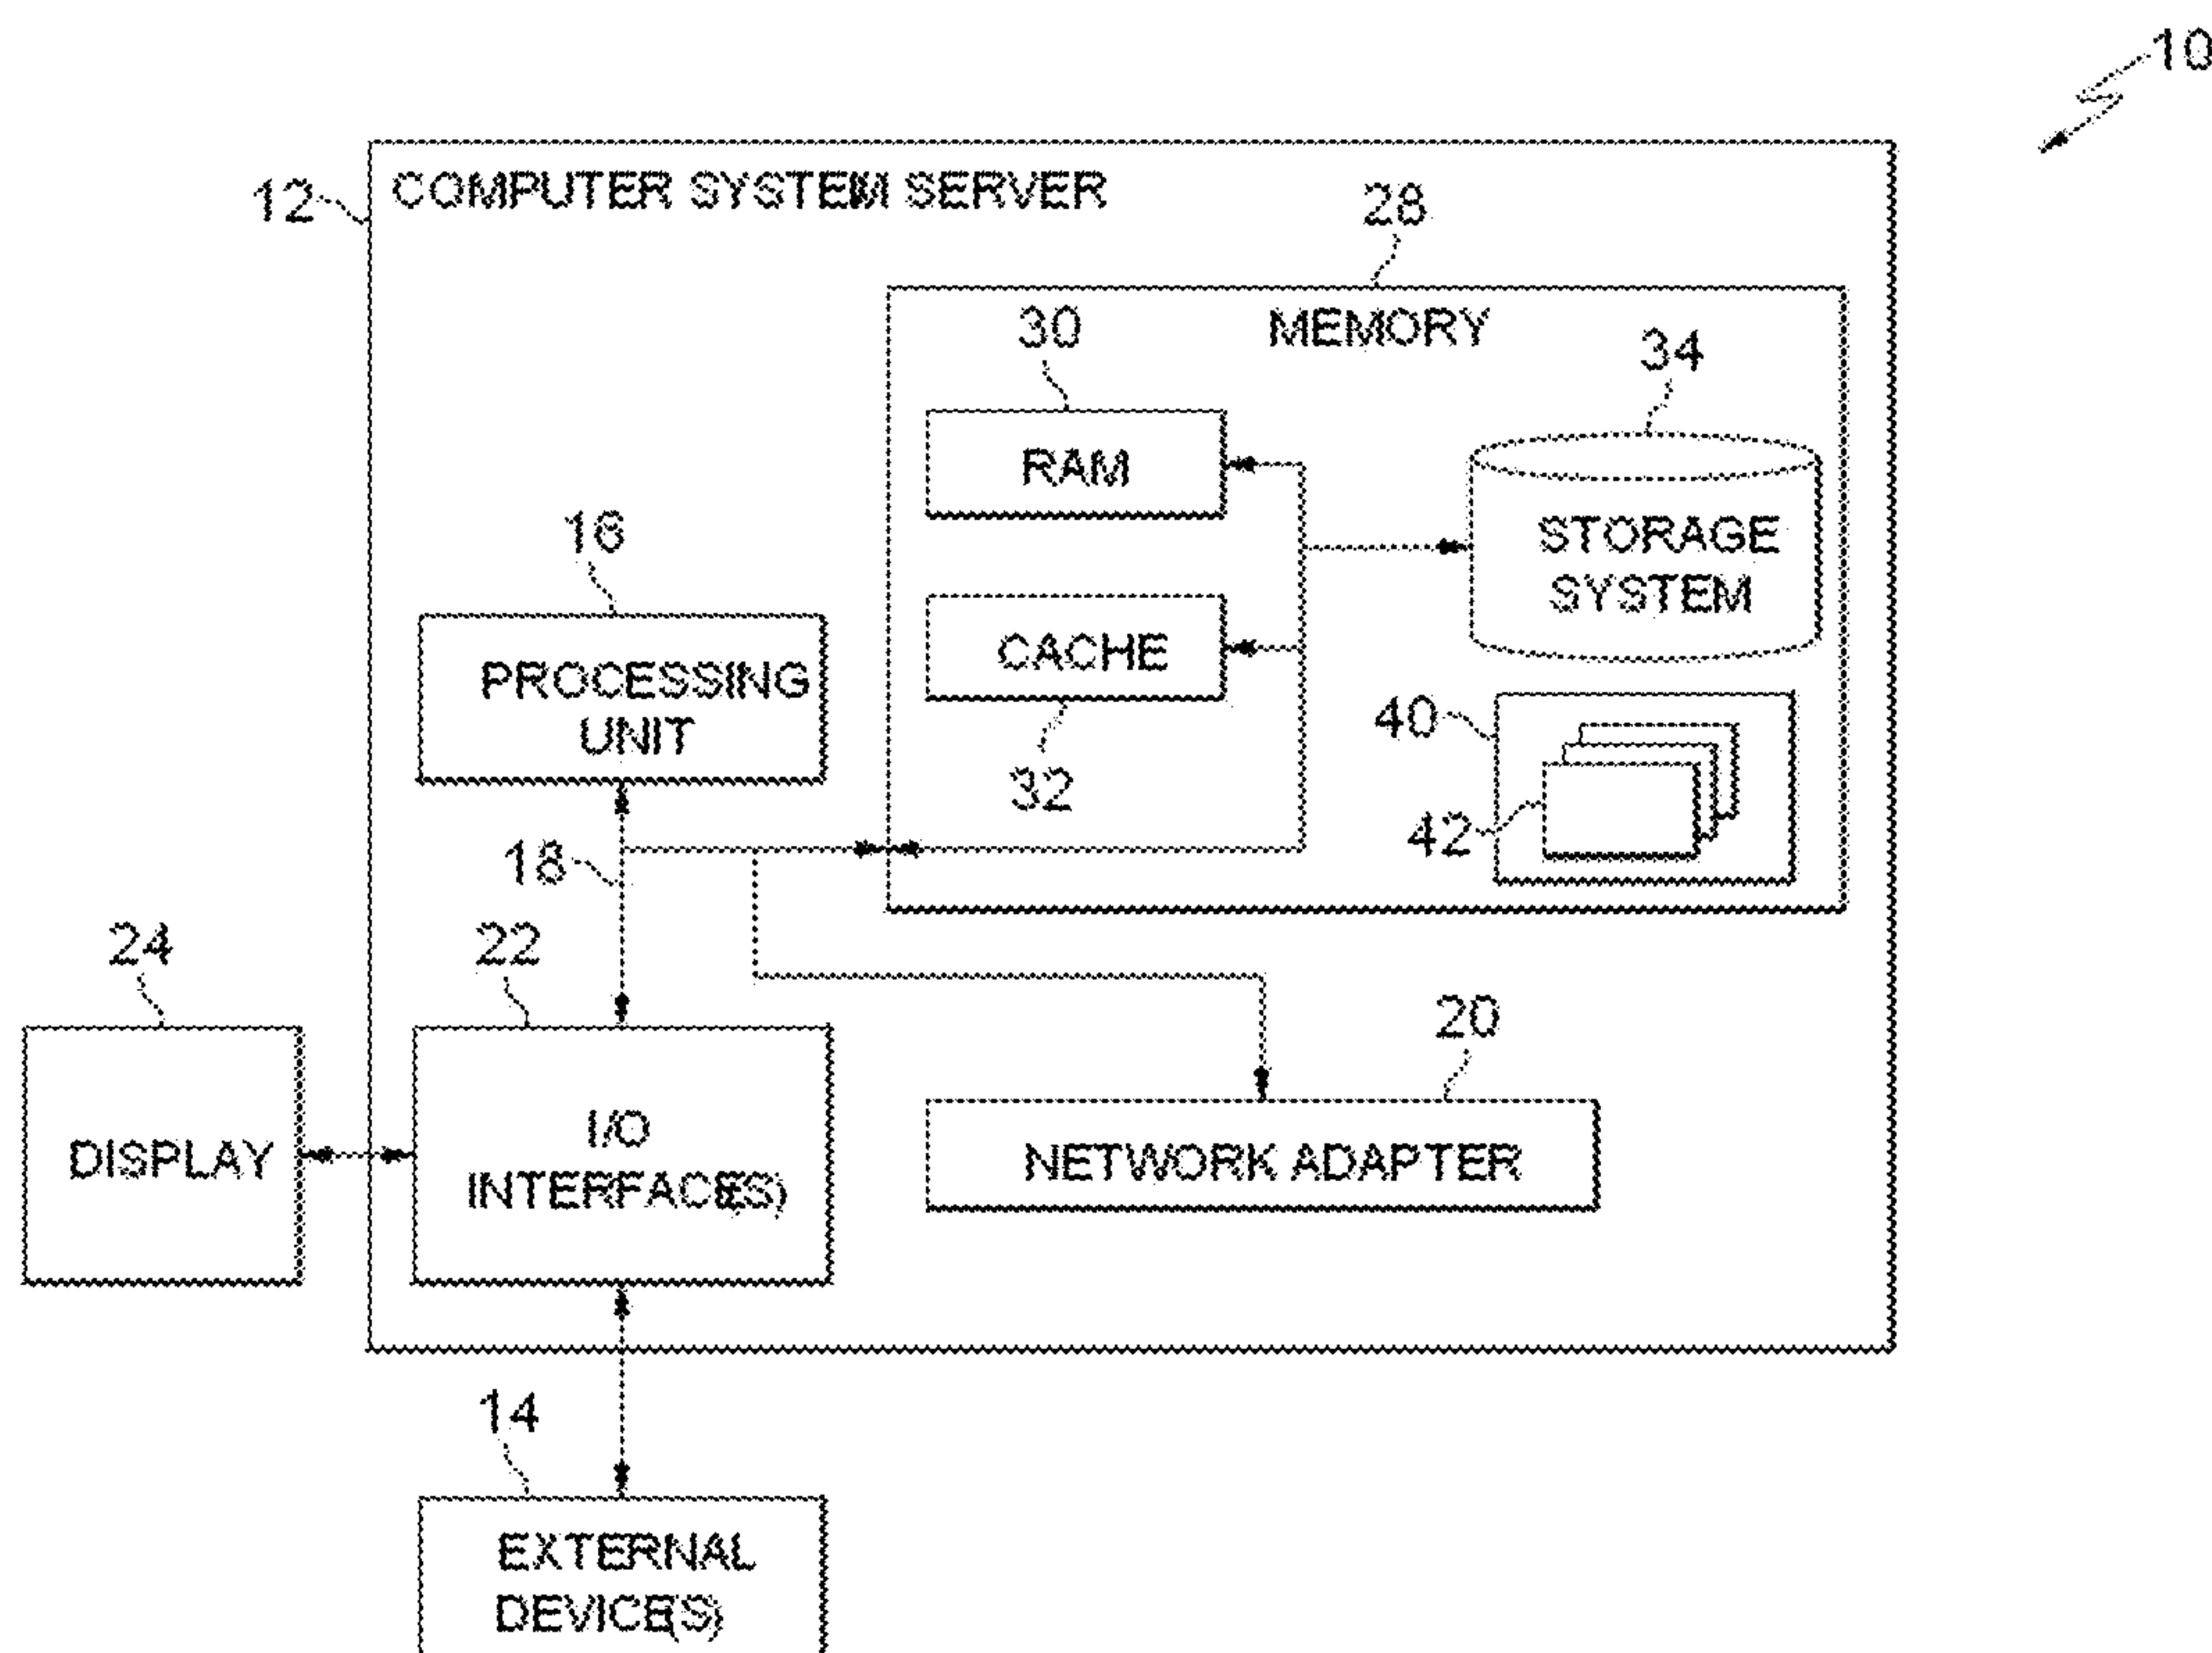 10
12
COMPUTER SYSTEM SERVER
28
MEMORY
30
34
RAM
STORAGE
SYSTEM
16
PROCESSING
UNIT
CACHE
32
40
42
18
24
22
20
DISPLAY
I/O
INTERFACE(S)
NETWORK ADAPTER
14
EXTERNAL
DEVICE(S)